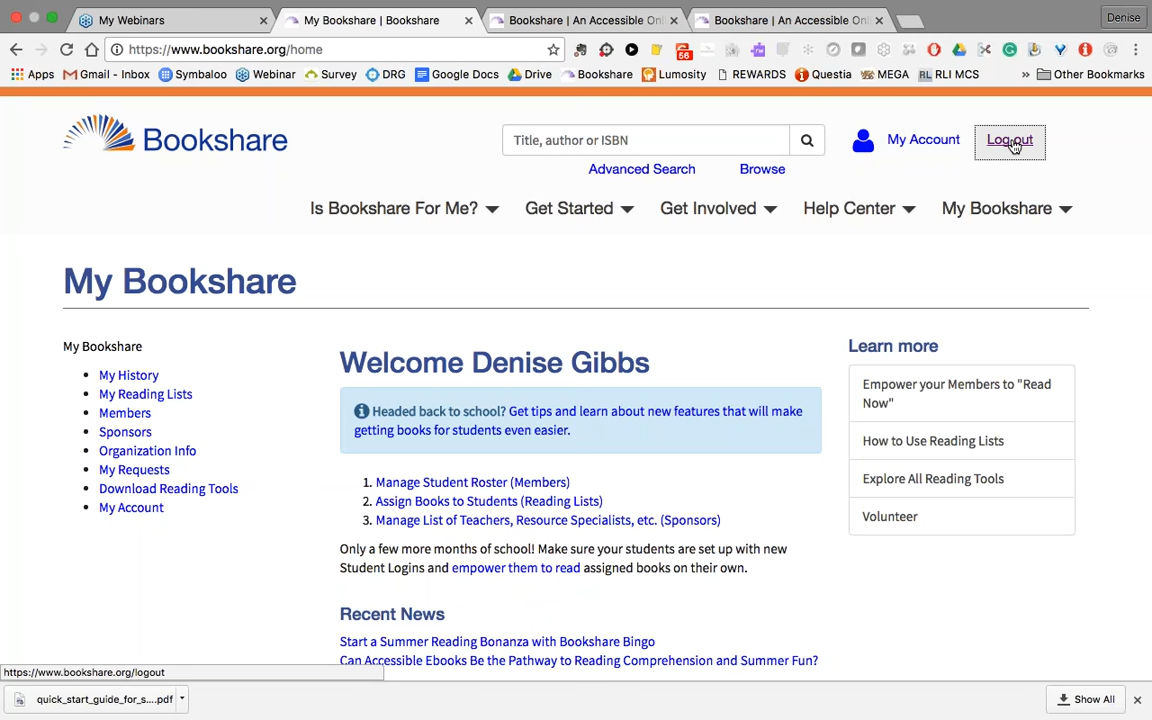 My Webinars
My Bookshare | Bookshare
Bookshare | An Accessible Onl
Bookshare | An Accessible Onl
Denise
https://www.bookshare.org/home
56
Apps
Gmail - Inbox
Symbaloo
Webinar
Survey
DRG
Google Docs
Drive
Bookshare
Lumosity
REWARDS
Questia
MEGA
RLI MCS
»
Other Bookmarks
Bookshare
Title, author or ISBN
My Account
Log out
Advanced Search
Browse
Is Bookshare For Me?
Get Started
Get Involved
Help Center
My Bookshare
My Bookshare
My Bookshare
• My History
• My Reading Lists
• Members
• Sponsors
• Organization Info
• My Requests
• Download Reading Tools
• My Account
Welcome Denise Gibbs
Headed back to school? Get tips and learn about new features that will make
getting books for students even easier.
1. Manage Student Roster (Members)
2. Assign Books to Students (Reading Lists)
3. Manage List of Teachers, Resource Specialists, etc. (Sponsors)
Only a few more months of school! Make sure your students are set up with new
Student Logins and empower them to read assigned books on their own.
Recent News
Start a Summer Reading Bonanza with Bookshare Bingo
Can Accessible Ebooks Be the Pathway to Reading Comprehension and Summer Fun?
Learn more
Empower your Members to "Read
Now"
How to Use Reading Lists
Explore All Reading Tools
Volunteer
https://www.bookshare.org/logout
quick_start_guide_for_s....pdf
Show All